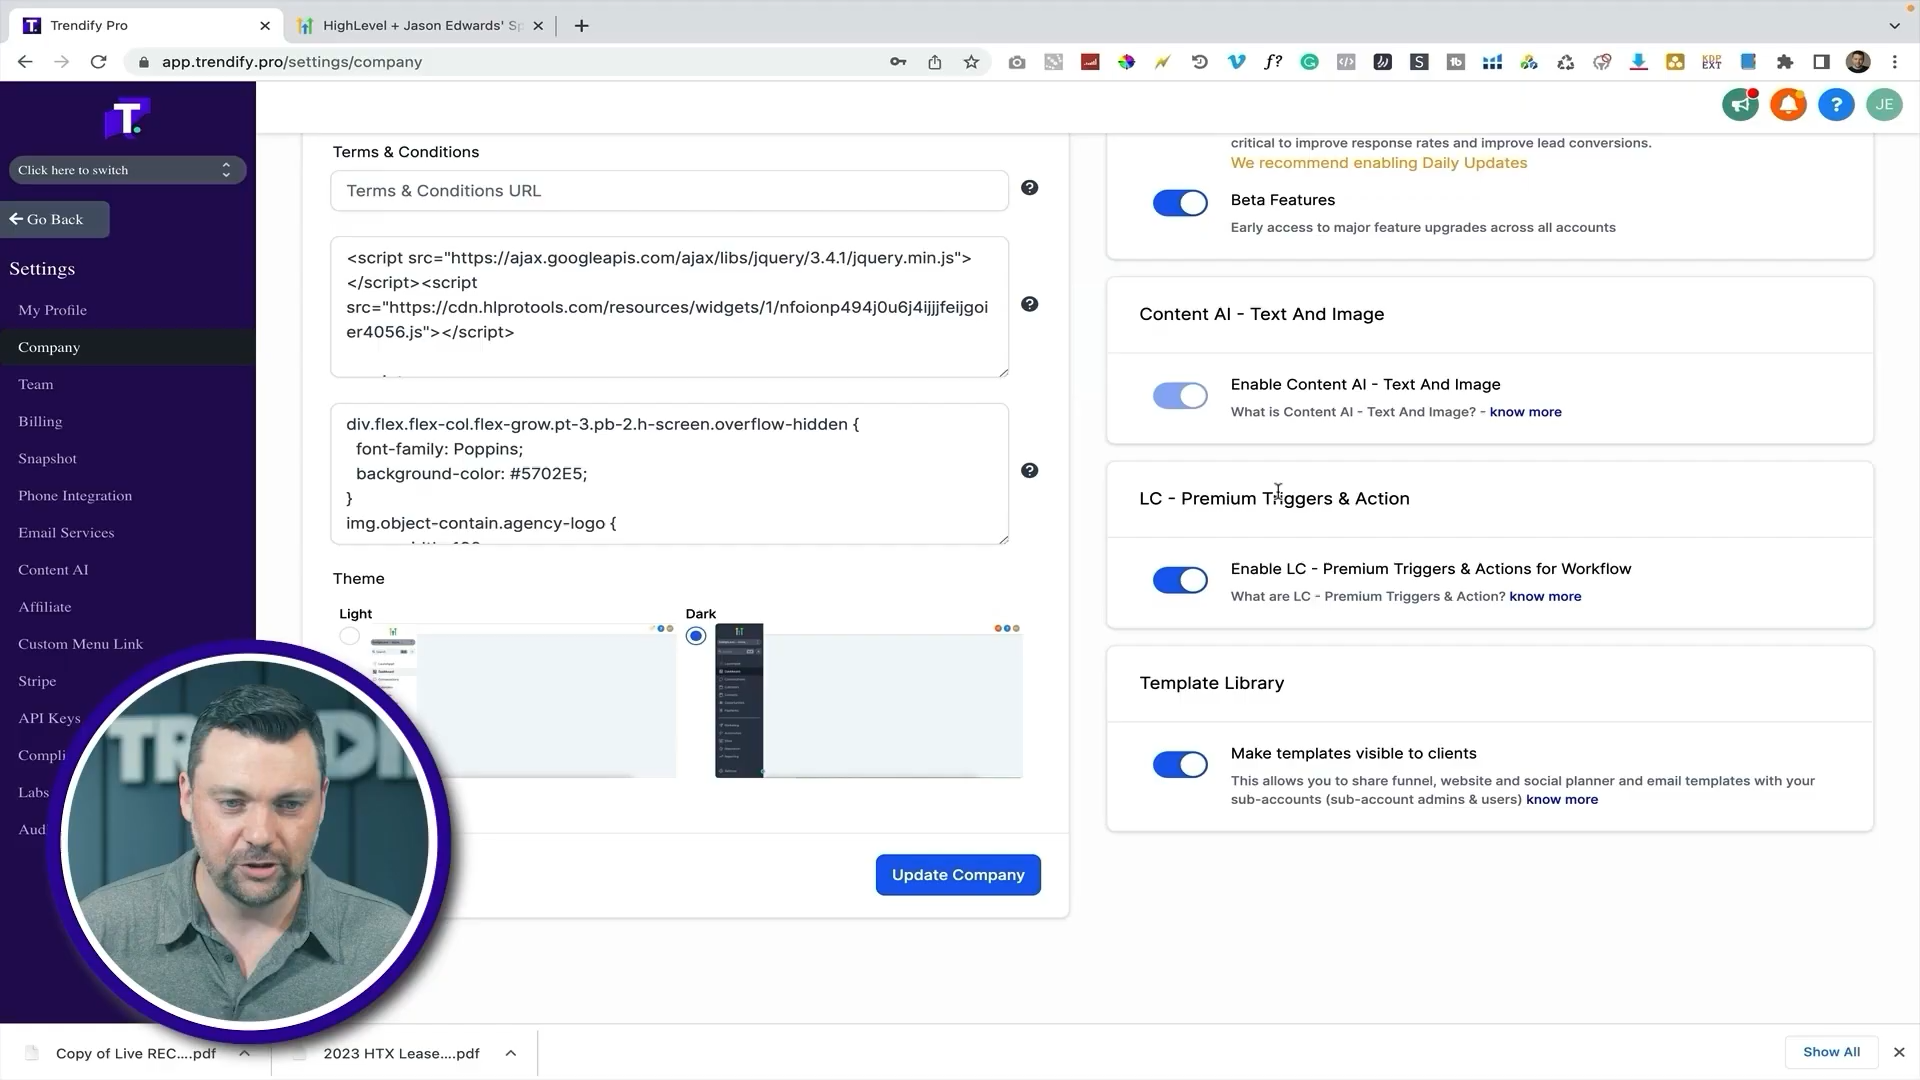 Trendify Pro
HighLevel + Jason Edwards' Sp
app.trendify.pro/settings/company
KDP
EXT
JE
T.
Click here to switch
Go Back
Settings
My Profile
Company
Team
Billing
Snapshot
Phone Integration
Email Services
Content AI
Affiliate
Custom Menu Link
Stripe
API Keys
Compli
Labs
Aud
Terms & Conditions
Terms & Conditions URL
<script src="https://ajax.googleapis.com/ajax/libs/jquery/3.4.1/jquery.min.js">
</script><script
src="https://cdn.hlprotools.com/resources/widgets/1/nfoionp494j0u6j4ijjjfeijgoi
er4056.js"></script>
div.flex.flex-col.flex-grow.pt-3.pb-2.h-screen.overflow-hidden {
font-family: Poppins;
background-color: #5702E5;
}
img.object-contain.agency-logo {
Theme
Light
Dark
Update Company
critical to improve response rates and improve lead conversions.
We recommend enabling Daily Updates
Beta Features
Early access to major feature upgrades across all accounts
Content AI - Text And Image
Enable Content AI - Text And Image
What is Content AI - Text And Image? - know more
LC - Premium Triggers & Action
Enable LC - Premium Triggers & Actions for Workflow
What are LC - Premium Triggers & Action? know more
Template Library
Make templates visible to clients
This allows you to share funnel, website and social planner and email templates with your
sub-accounts (sub-account admins & users) know more
Copy of Live REC....pdf
2023 HTX Lease....pdf
Show All